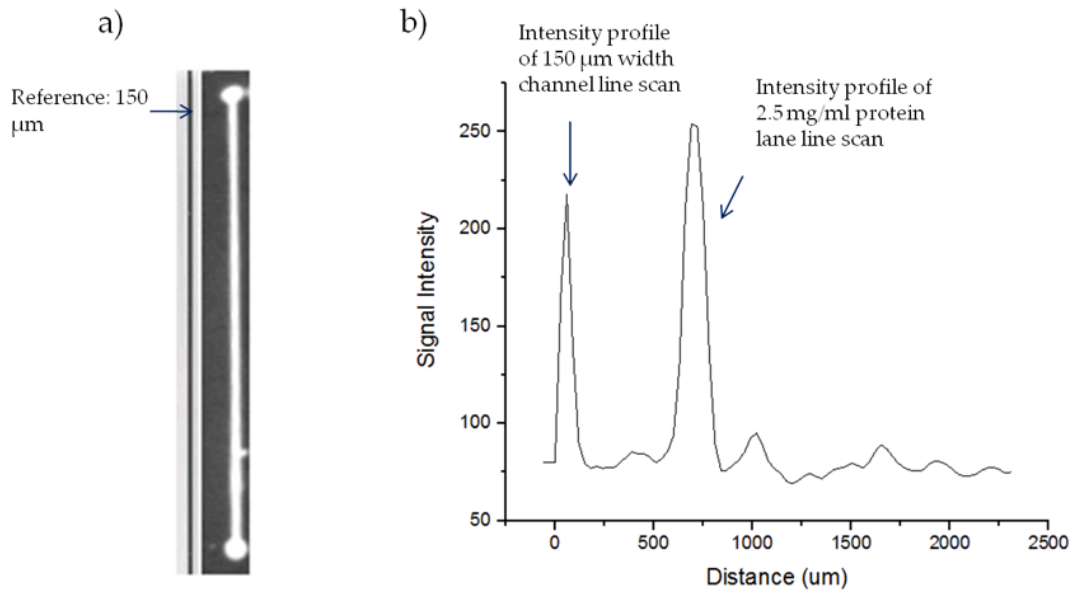 a)
Reference: 150
µm
b)
Intensity profile
of 150 µm width
channel line scan
Intensity profile of
2.5 mg/ml protein
lane line scan
250
200
150
100
50
Signal Intensity
0
500
1000
1500
2000
2500
Distance (um)